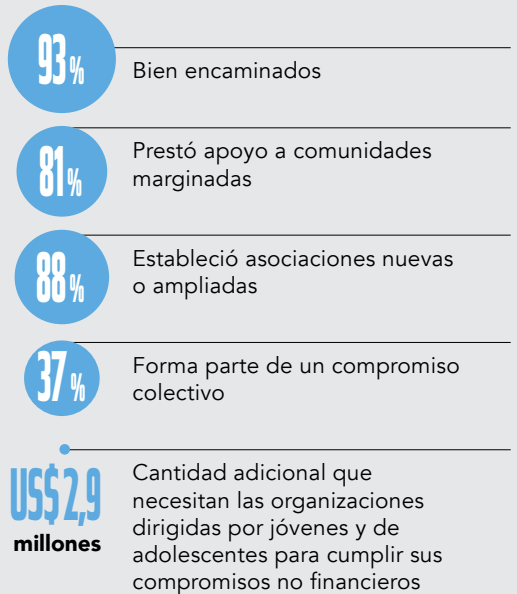 93%
Bien encaminados
81%
Prestó apoyo a comunidades
marginadas
88%
Estableció asociaciones nuevas
o ampliadas
37%
Forma parte de un compromiso
colectivo
US$ 2,9
millones
Cantidad adicional que
necesitan las organizaciones
dirigidas por jóvenes y de
adolescentes para cumplir sus
compromisos no financieros